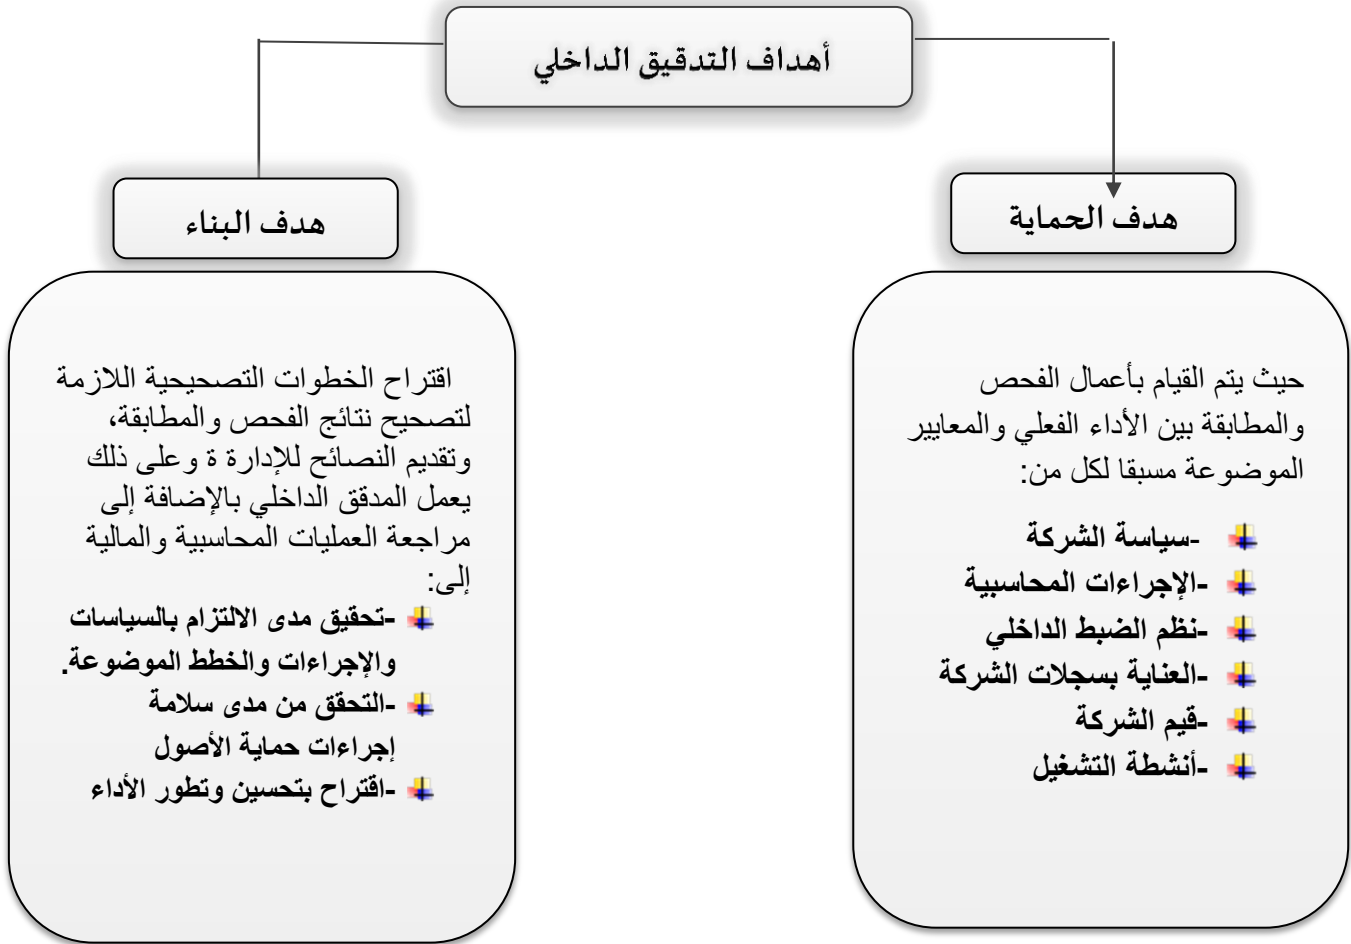 أهداف التدقيق الداخلي
هدف الحماية
حيث يتم القيام بأعمال الفحص
والمطابقة بين الأداء الفعلي والمعايير
الموضوعة مسبقا لكل من:
-سياسة الشركة
-الإجراءات المحاسبية
-نظم الضبط الداخلي
-العناية بسجلات الشركة
-قيم الشركة
-أنشطة التشغيل
هدف البناء
اقتراح الخطوات التصحيحية اللازمة
لتصحيح نتائج الفحص والمطابقة،
وتقديم النصائح للإدارة ة وعلى ذلك
يعمل المدقق الداخلي بالإضافة إلى
مراجعة العمليات المحاسبية والمالية
إلى:
-تحقيق مدى الالتزام بالسياسات
والإجراءات والخطط الموضوعة.
-التحقق من مدى سلامة
إجراءات حماية الأصول
-اقتراح بتحسين وتطور الأداء